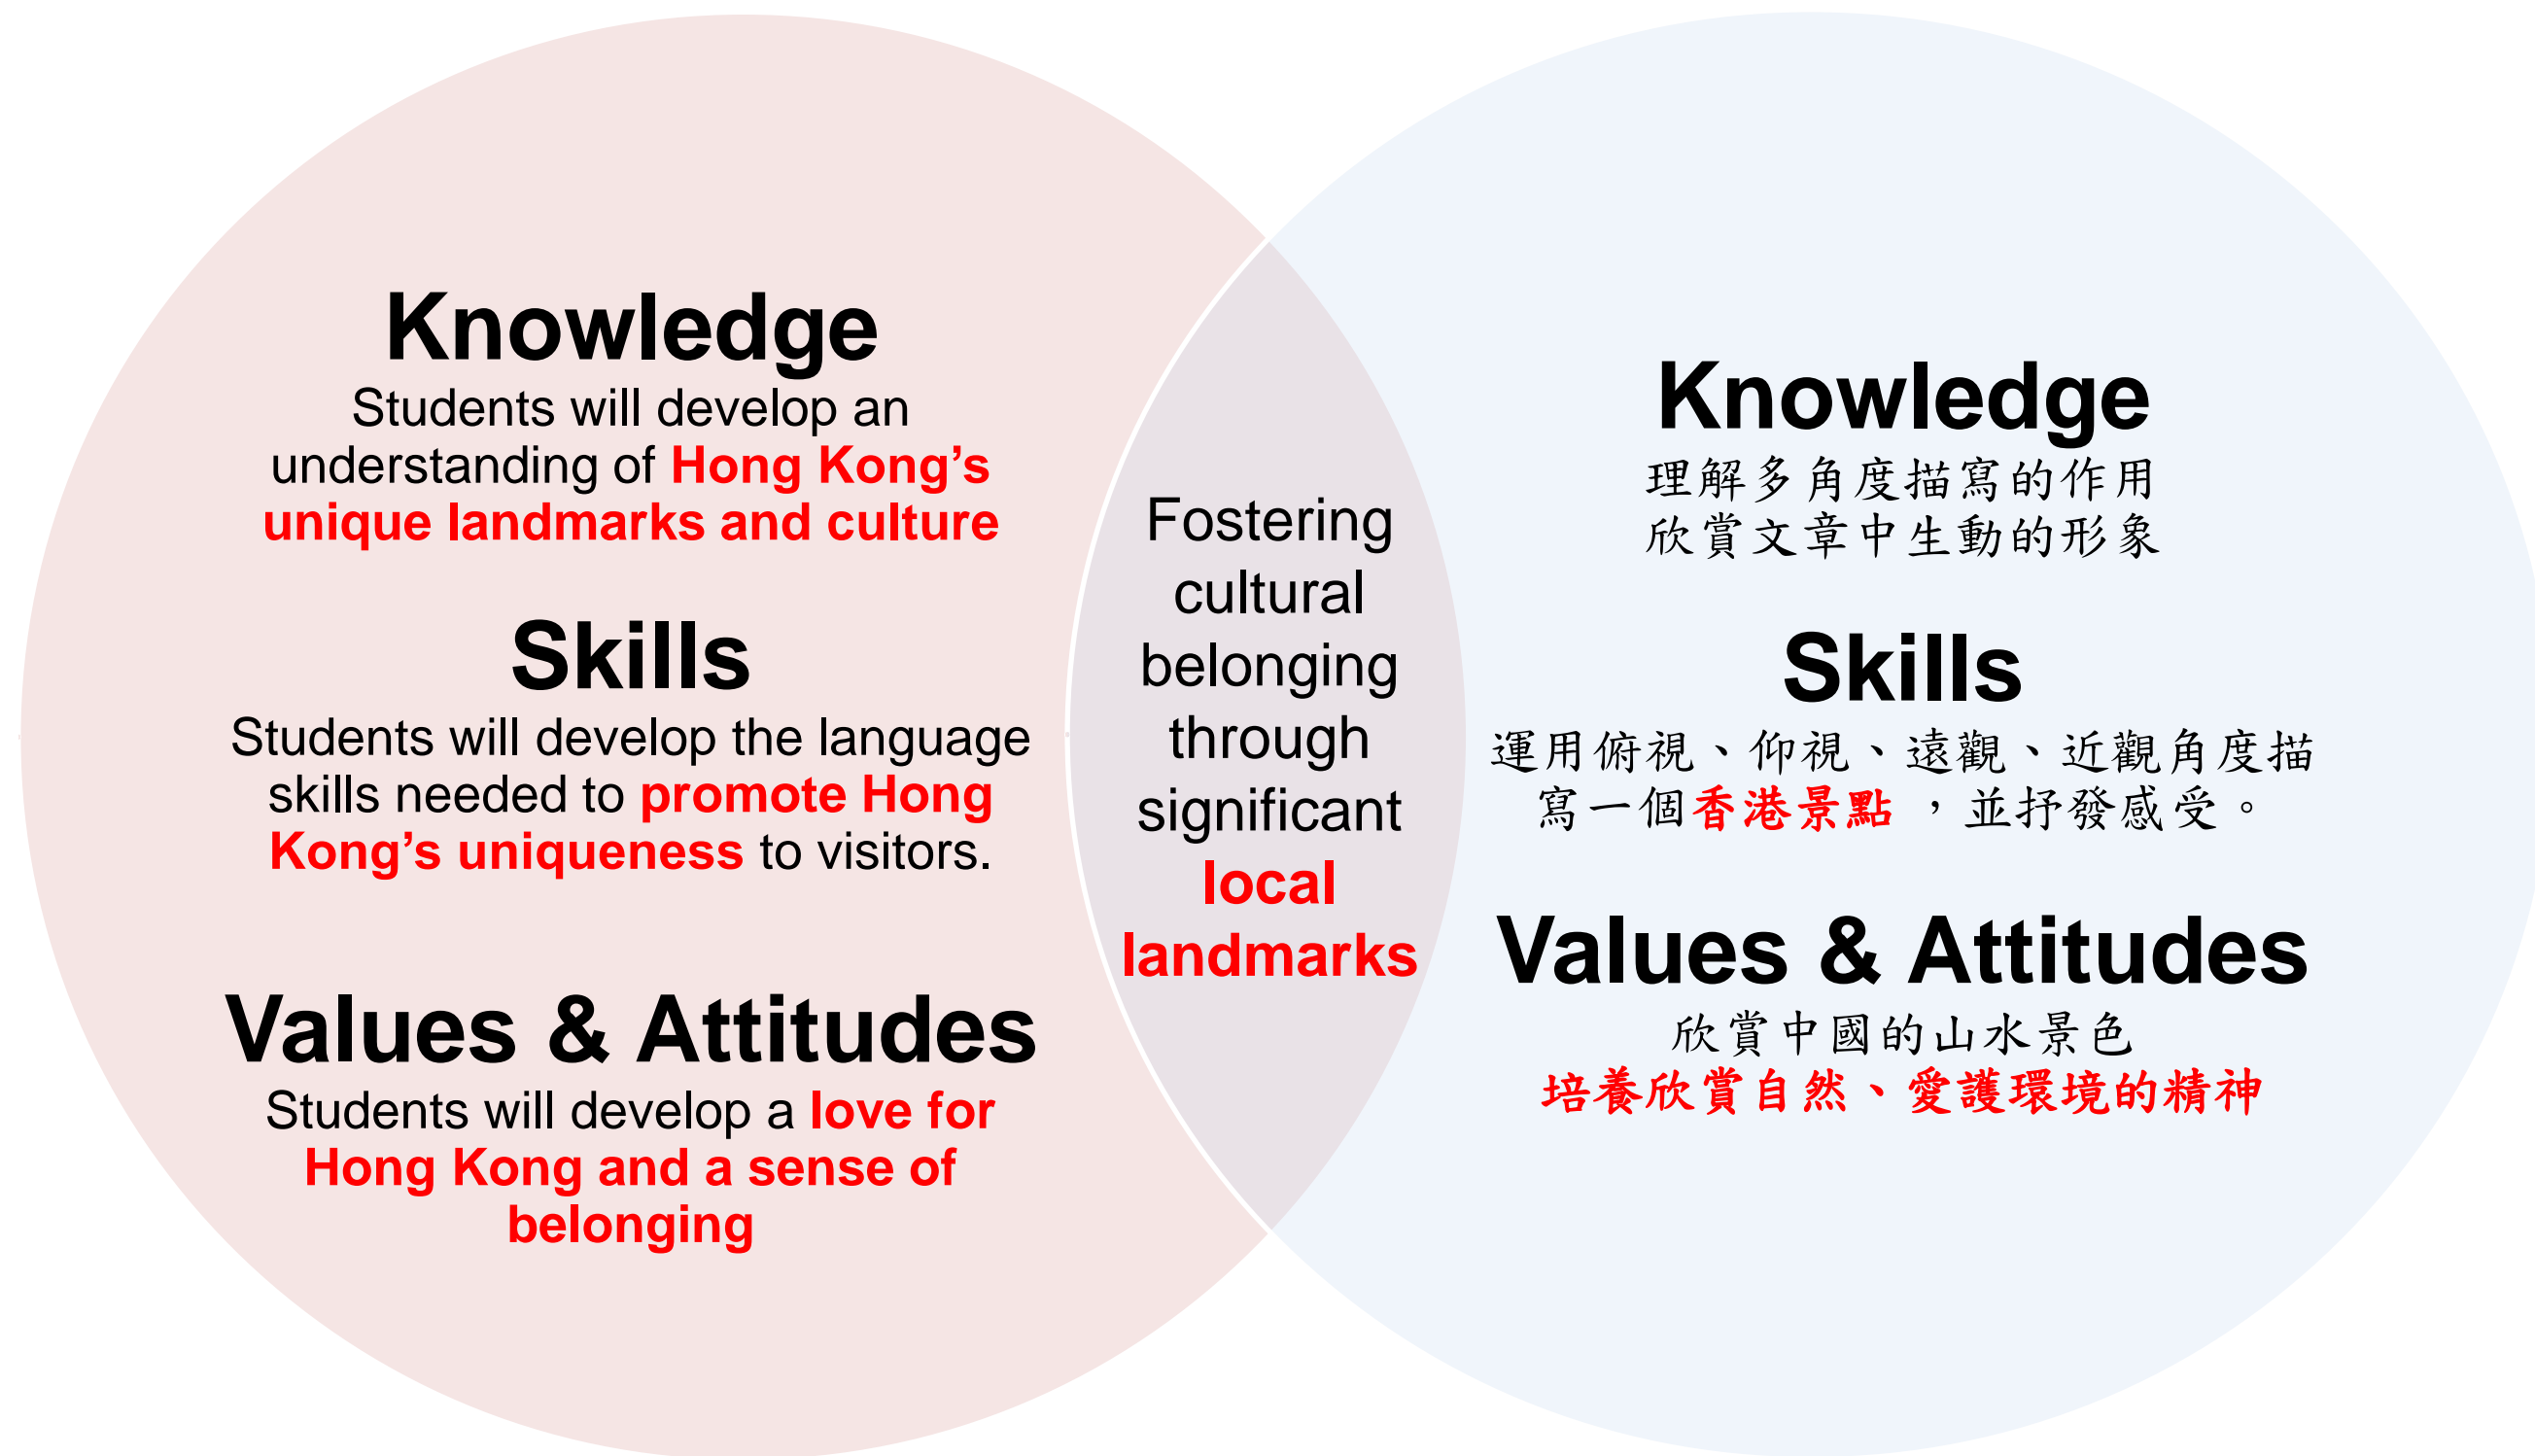 Knowledge
Students will develop an
understanding of Hong Kong’s
unique landmarks and culture
Skills
Students will develop the language
skills needed to promote Hong
Kong’s uniqueness to visitors.
Values & Attitudes
Students will develop a love for
Hong Kong and a sense of
belonging
Fostering
cultural
belonging
through
significant
local
landmarks
Knowledge
理解多角度描寫的作用
欣賞文章中生動的形象
Skills
運用俯視、仰視、遠觀、近觀角度描
寫一個香港景點，並抒發感受。
Values & Attitudes
欣賞中國的山水景色
培養欣賞自然、愛護環境的精神